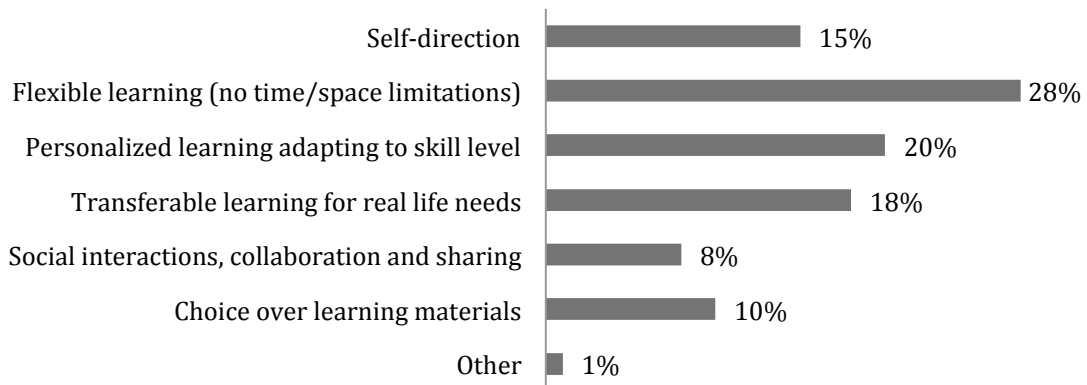 Self-direction 15%
Flexible learning (no time/space limitations) 28%
Personalized learning adapting to skill level 20%
Transferable learning for real life needs 18%
Social interactions, collaboration and sharing 8%
Choice over learning materials 10%
Other 1%